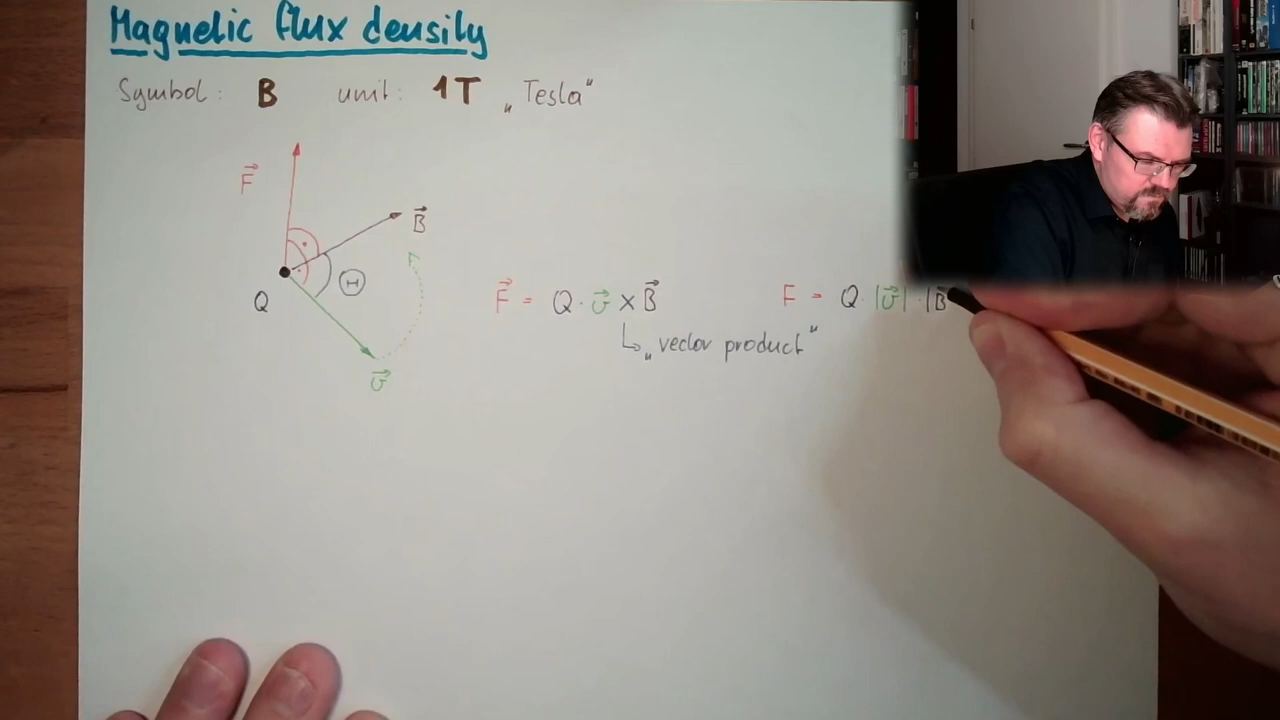 Magnetic flux density
Symbol: B unit: 1T „Tesla"
F⃗
B⃗
Θ
Q
v⃗
F⃗ = Q · v⃗ × B⃗
F = Q · |v⃗| · |B⃗
↳ „vector product"